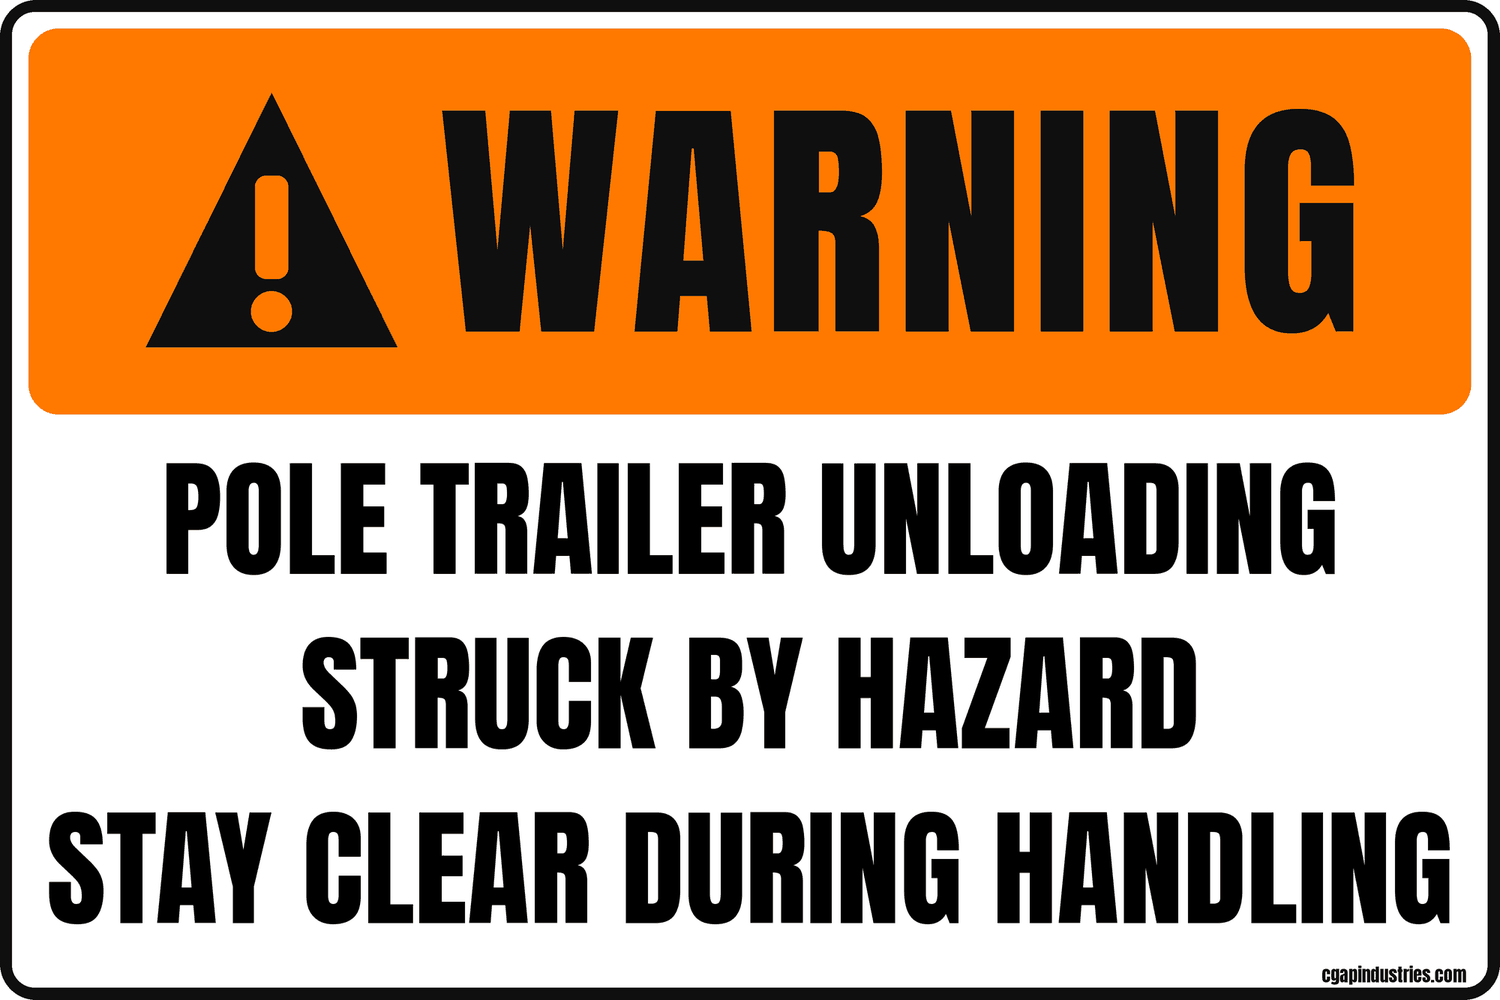 WARNING
POLE TRAILER UNLOADING
STRUCK BY HAZARD
STAY CLEAR DURING HANDLING
cgapindustries.com